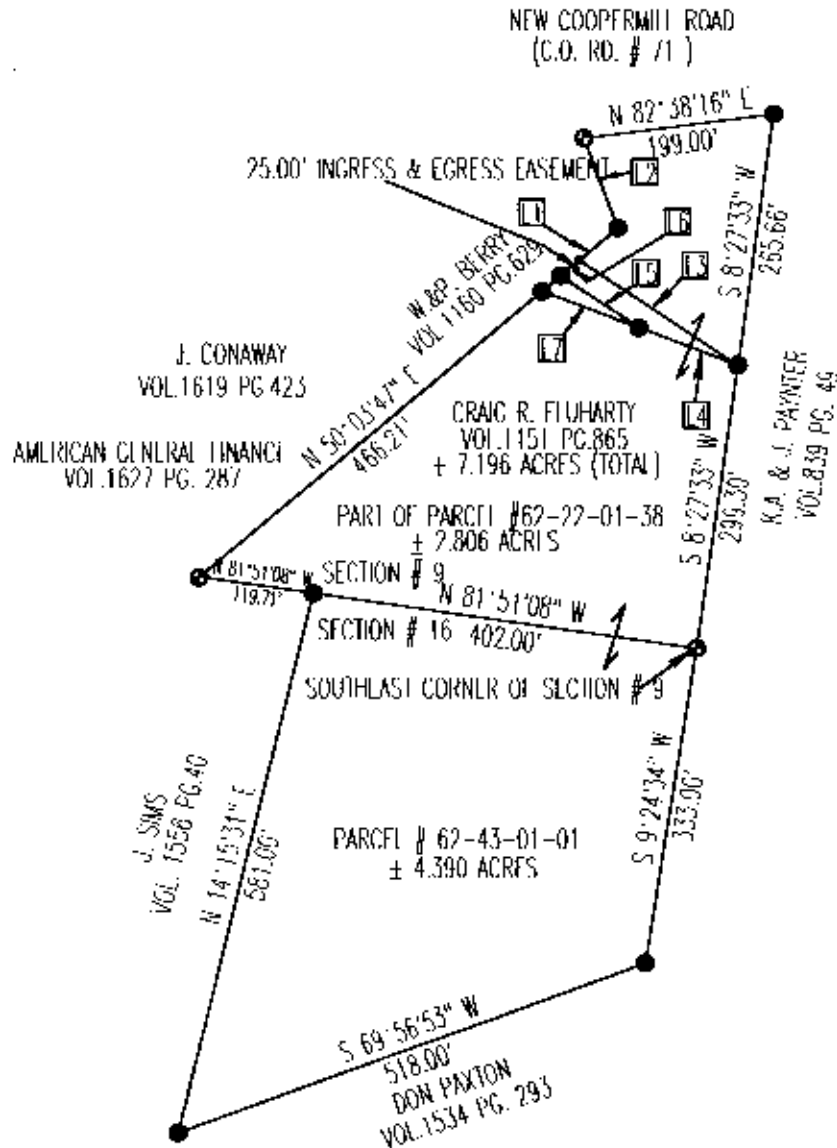 NEW COOPERMILL ROAD
(C.O. RD. # 71 )
N 82°38'16" E
199.00'
25.00' INGRESS & EGRESS EASEMENT
L2
L1
L6
L5
L3
L7
L4
S 8°27'33" W
265.66'
W.&P. BERRY
VOL.1160 PG.629
J. CONAWAY
VOL.1619 PG.423
AMERICAN GENERAL FINANCE
VOL.1627 PG. 287
N 50°03'47" E
466.21'
CRAIG R. FLUHARTY
VOL.1151 PG.865
± 7.196 ACRES (TOTAL)
K.A. & J. PAYNTER
VOL.839 PG. 49
S 8°27'33" W
299.30'
PART OF PARCEL #62-22-01-38
± 2.806 ACRES
N 81°51'08" W
119.71'
SECTION # 9
N 81°51'08" W
SECTION # 16
402.00'
SOUTHEAST CORNER OF SECTION # 9
S 9°24'34" W
333.00'
J. SIMS
VOL. 1556 PG.40
N 14°15'31" E
581.00'
PARCEL # 62-43-01-01
± 4.390 ACRES
S 69°56'53" W
518.00'
DON PAXTON
VOL.1534 PG. 293